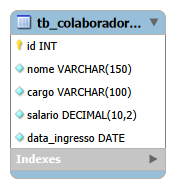 tb_colaborador...
id INT
nome VARCHAR(150)
cargo VARCHAR(100)
salario DECIMAL(10,2)
data_ingresso DATE
Indexes